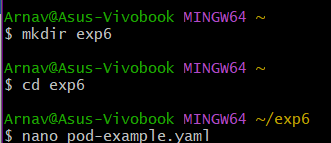 Arnav@Asus-Vivobook MINGW64 ~
$ mkdir exp6
Arnav@Asus-Vivobook MINGW64 ~
$ cd exp6
Arnav@Asus-Vivobook MINGW64 ~/exp6
$ nano pod-example.yaml